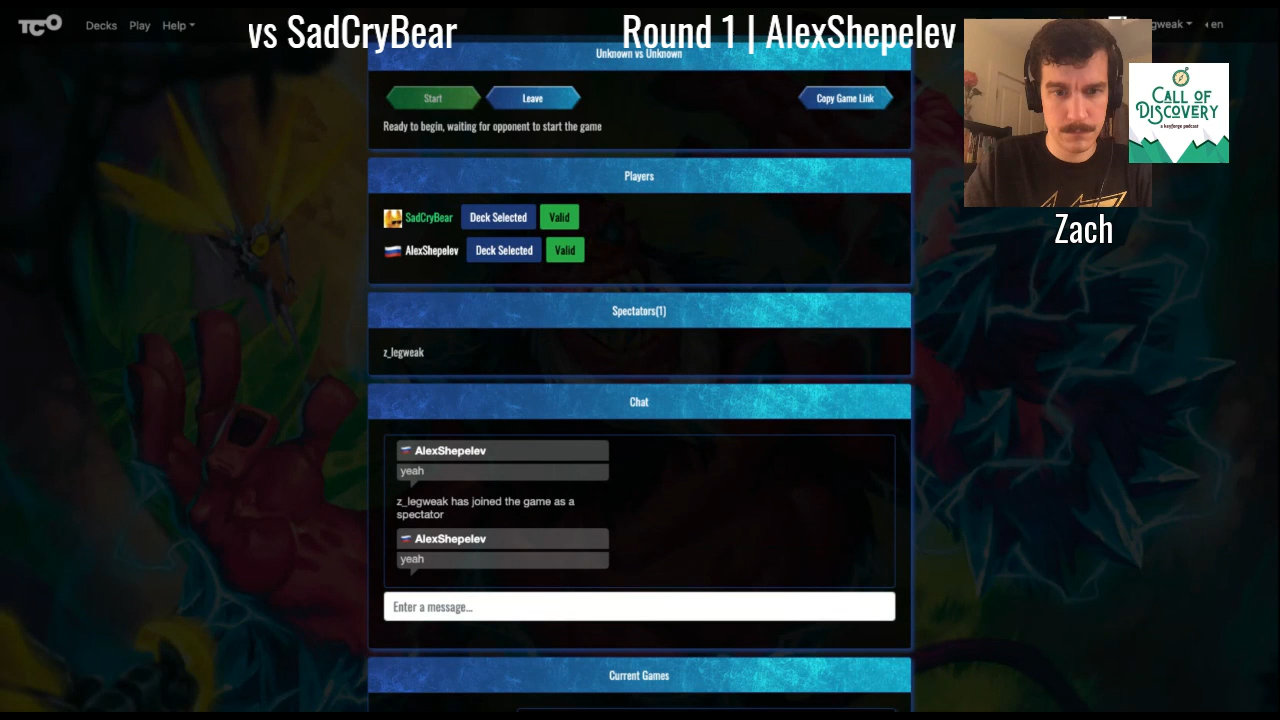 TCO
Decks
Play
Help
vs SadCryBear
Round 1 | AlexShepelev
gweak
en
Unknown vs Unknown
Start
Leave
Copy Game Link
Ready to begin, waiting for opponent to start the game
CALL OF
DISCOVERY
a keyforge podcast
Zach
Players
SadCryBear Deck Selected Valid
AlexShepelev Deck Selected Valid
Spectators(1)
z_legweak
Chat
AlexShepelev
yeah
z_legweak has joined the game as a
spectator
AlexShepelev
yeah
Enter a message...
Current Games